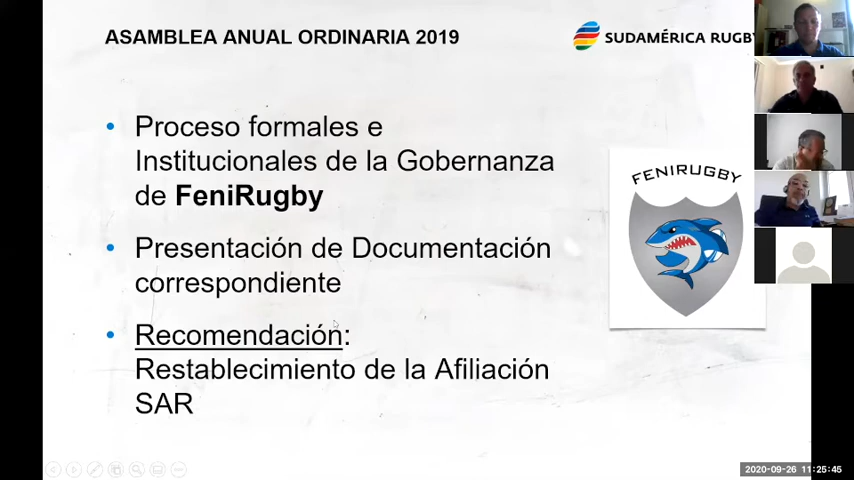 ASAMBLEA ANUAL ORDINARIA 2019
SUDAMÉRICA RUGBY
Proceso formales e
Institucionales de la Gobernanza
de FeniRugby
Presentación de Documentación
correspondiente
Recomendación:
Restablecimiento de la Afiliación
SAR
FENIRUGBY
2020-09-26 11:25:45